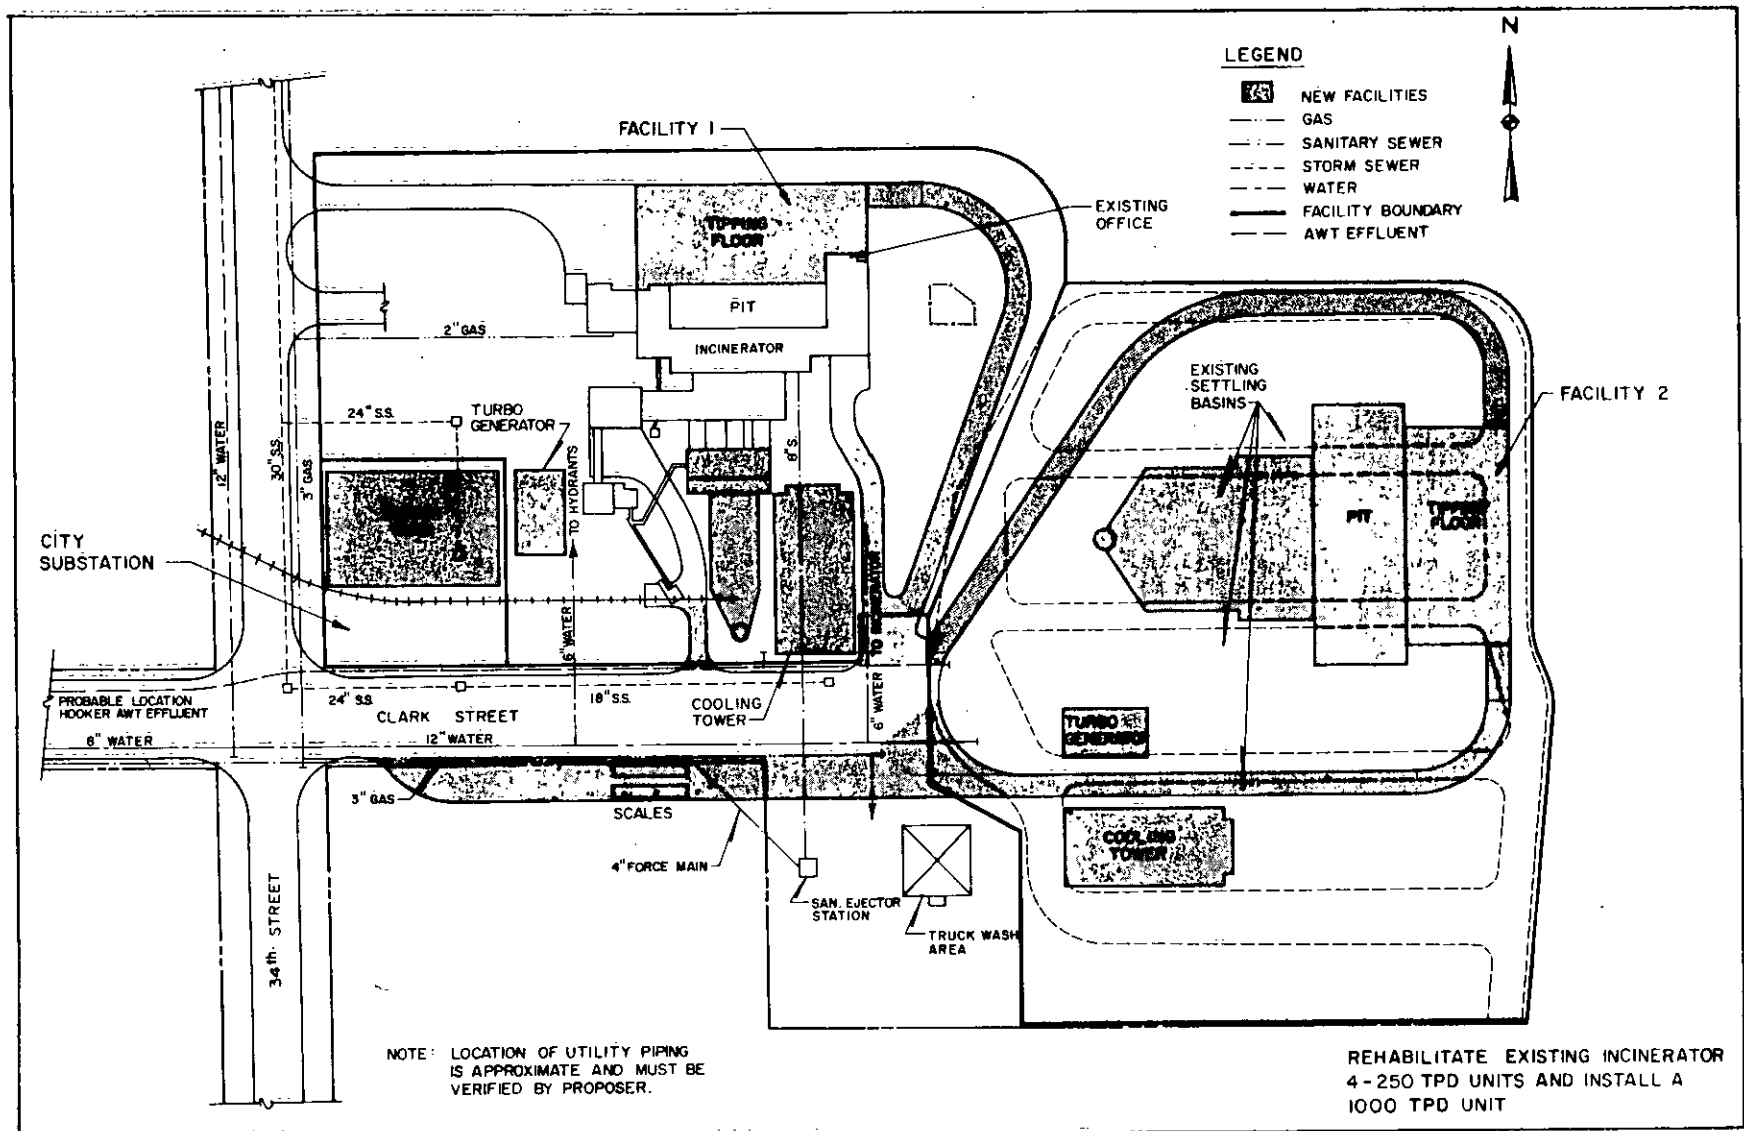 N
LEGEND
NEW FACILITIES
GAS
SANITARY SEWER
STORM SEWER
WATER
FACILITY BOUNDARY
AWT EFFLUENT
FACILITY 1
TIPPING
FLOOR
EXISTING
OFFICE
PIT
2" GAS
INCINERATOR
EXISTING
SETTLING
BASINS
FACILITY 2
24" S.S.
TURBO
GENERATOR
12" WATER
30" S.S.
3" GAS
TO HYDRANTS
8" S.
PIT
TIPPING
FLOOR
CITY
SUBSTATION
6" WATER
TO INCINERATOR
6" WATER
PROBABLE LOCATION
HOOKER AWT EFFLUENT
24" S.S.
18" S.S.
CLARK STREET
COOLING
TOWER
8" WATER
12" WATER
TURBO
GENERATOR
3" GAS
SCALES
COOLING
TOWER
4" FORCE MAIN
SAN. EJECTOR
STATION
TRUCK WASH
AREA
34th STREET
NOTE: LOCATION OF UTILITY PIPING
IS APPROXIMATE AND MUST BE
VERIFIED BY PROPOSER.
REHABILITATE EXISTING INCINERATOR
4-250 TPD UNITS AND INSTALL A
1000 TPD UNIT